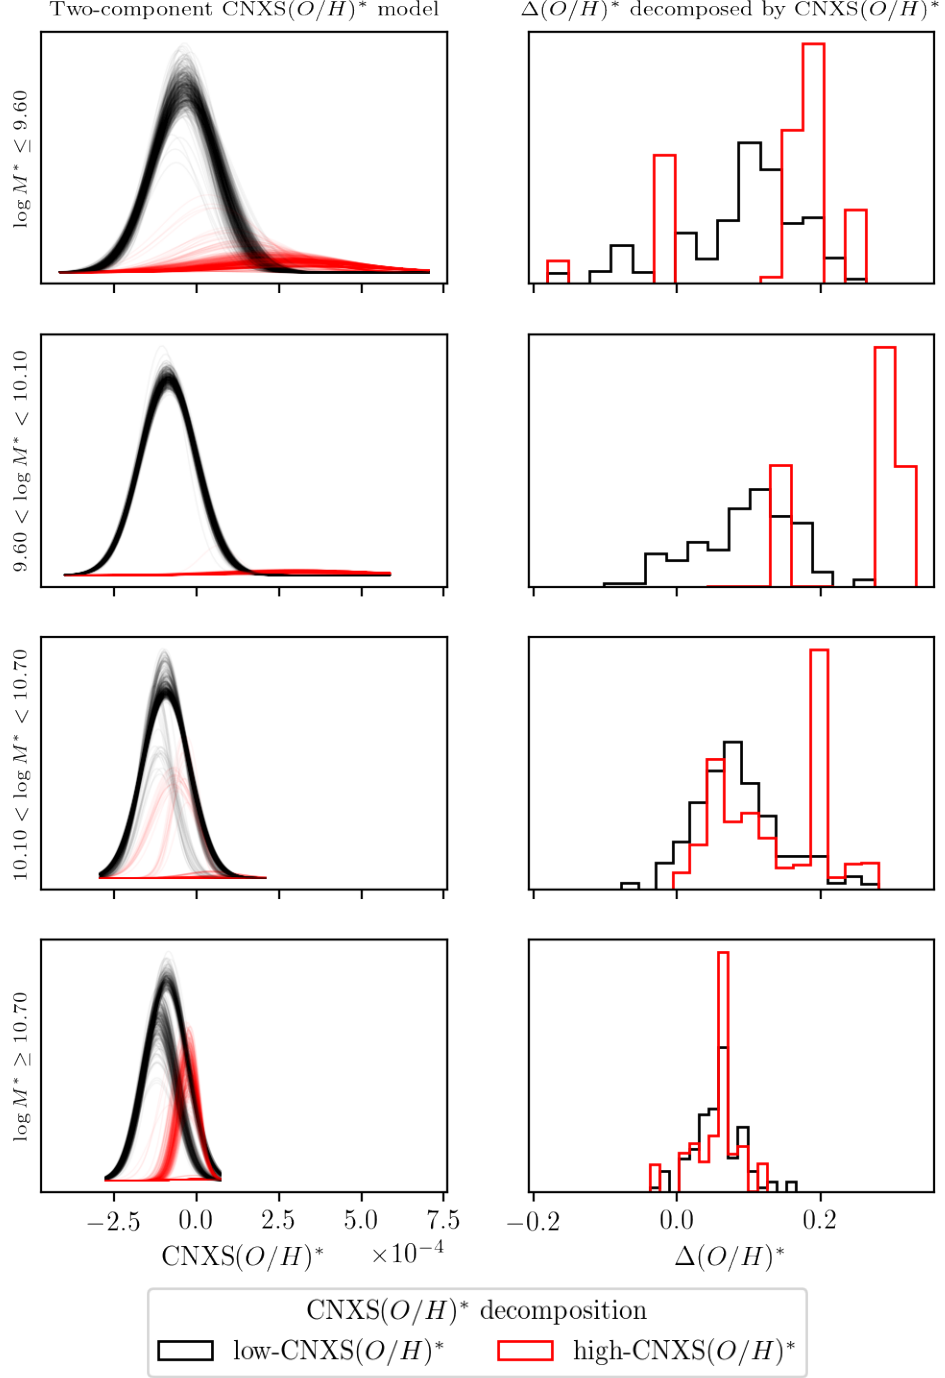 Two-component CNXS(O/H)* model
Δ(O/H)* decomposed by CNXS(O/H)*
log M* ≤ 9.60
9.60 < log M* < 10.10
10.10 < log M* < 10.70
log M* ≥ 10.70
−2.5 0.0 2.5 5.0 7.5
−0.2 0.0 0.2
CNXS(O/H)* ×10⁻⁴
Δ(O/H)*
CNXS(O/H)* decomposition
low-CNXS(O/H)* high-CNXS(O/H)*